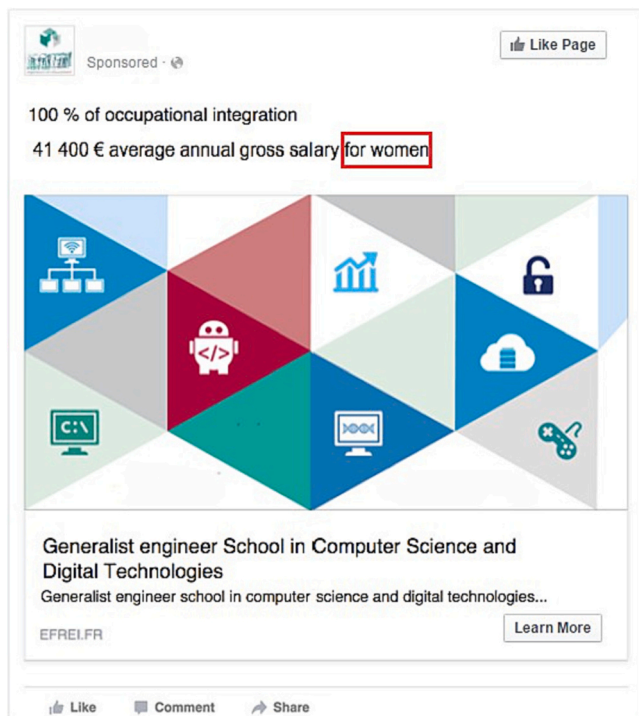 Sponsored ·
Like Page
100 % of occupational integration
41 400 € average annual gross salary for women
</>
C:\
Generalist engineer School in Computer Science and
Digital Technologies
Generalist engineer school in computer science and digital technologies...
EFREI.FR
Learn More
Like Comment Share